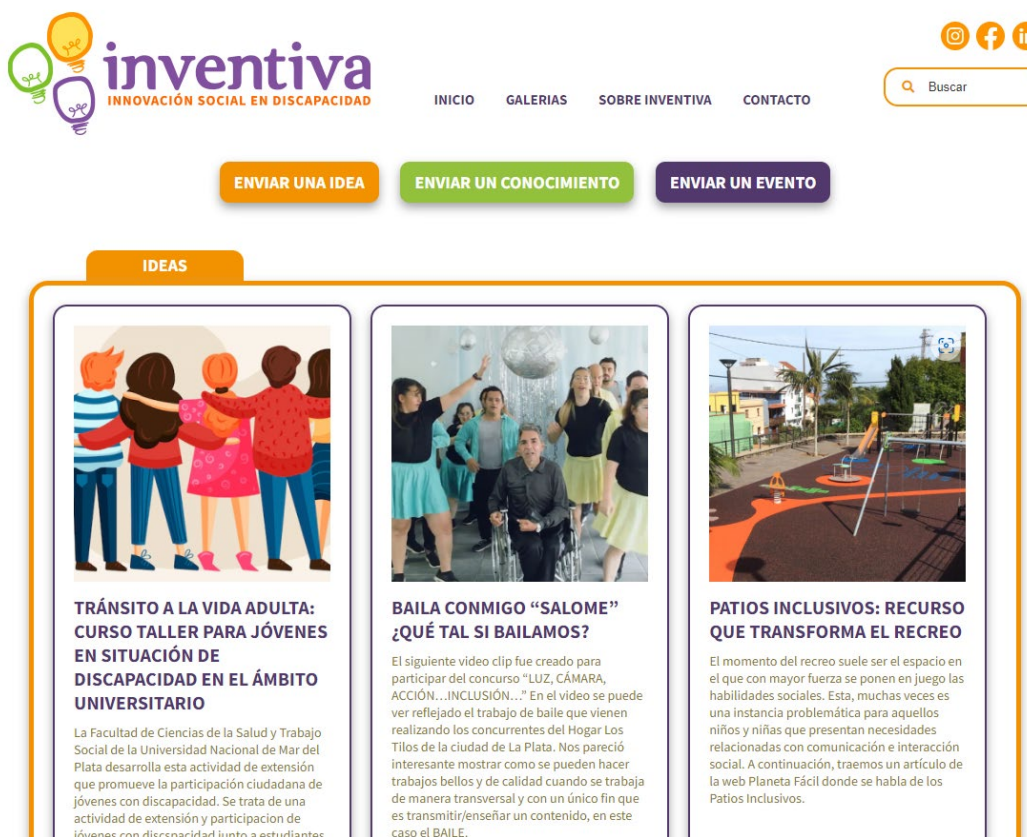 inventiva
INNOVACIÓN SOCIAL EN DISCAPACIDAD
INICIO GALERIAS SOBRE INVENTIVA CONTACTO
Buscar
ENVIAR UNA IDEA ENVIAR UN CONOCIMIENTO ENVIAR UN EVENTO
IDEAS
TRÁNSITO A LA VIDA ADULTA:
CURSO TALLER PARA JÓVENES
EN SITUACIÓN DE
DISCAPACIDAD EN EL ÁMBITO
UNIVERSITARIO
La Facultad de Ciencias de la Salud y Trabajo
Social de la Universidad Nacional de Mar del
Plata desarrolla esta actividad de extensión
que promueve la participación ciudadana de
jóvenes con discapacidad. Se trata de una
actividad de extensión y participacion de
jóvenes con discspacidad junto a estudiantes
BAILA CONMIGO “SALOME”
¿QUÉ TAL SI BAILAMOS?
El siguiente video clip fue creado para
participar del concurso “LUZ, CÁMARA,
ACCIÓN…INCLUSIÓN…” En el video se puede
ver reflejado el trabajo de baile que vienen
realizando los concurrentes del Hogar Los
Tilos de la ciudad de La Plata. Nos pareció
interesante mostrar como se pueden hacer
trabajos bellos y de calidad cuando se trabaja
de manera transversal y con un único fin que
es transmitir/enseñar un contenido, en este
caso el BAILE.
PATIOS INCLUSIVOS: RECURSO
QUE TRANSFORMA EL RECREO
El momento del recreo suele ser el espacio en
el que con mayor fuerza se ponen en juego las
habilidades sociales. Esta, muchas veces es
una instancia problemática para aquellos
niños y niñas que presentan necesidades
relacionadas con comunicación e interacción
social. A continuación, traemos un artículo de
la web Planeta Fácil donde se habla de los
Patios Inclusivos.